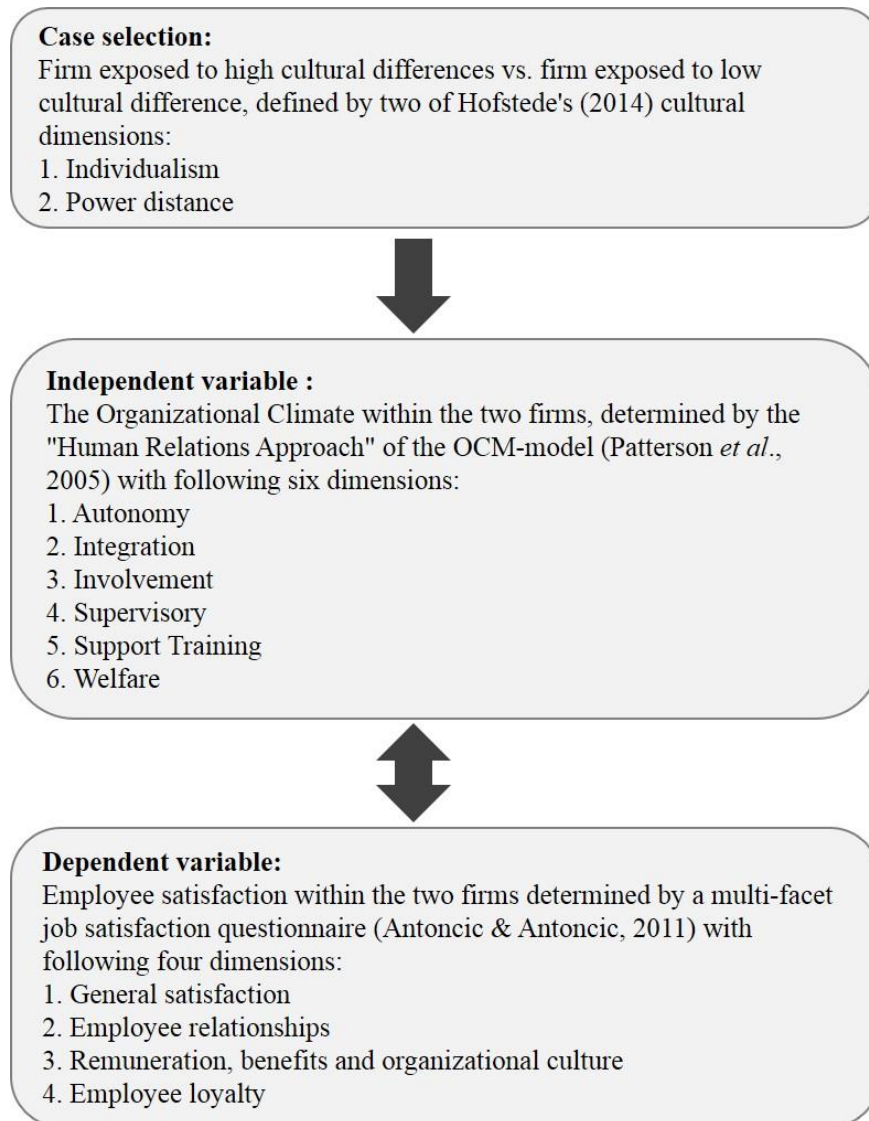 Case selection:
Firm exposed to high cultural differences vs. firm exposed to low
cultural difference, defined by two of Hofstede's (2014) cultural
dimensions:
1. Individualism
2. Power distance
Independent variable :
The Organizational Climate within the two firms, determined by the
"Human Relations Approach" of the OCM-model (Patterson et al.,
2005) with following six dimensions:
1. Autonomy
2. Integration
3. Involvement
4. Supervisory
5. Support Training
6. Welfare
Dependent variable:
Employee satisfaction within the two firms determined by a multi-facet
job satisfaction questionnaire (Antoncic & Antoncic, 2011) with
following four dimensions:
1. General satisfaction
2. Employee relationships
3. Remuneration, benefits and organizational culture
4. Employee loyalty